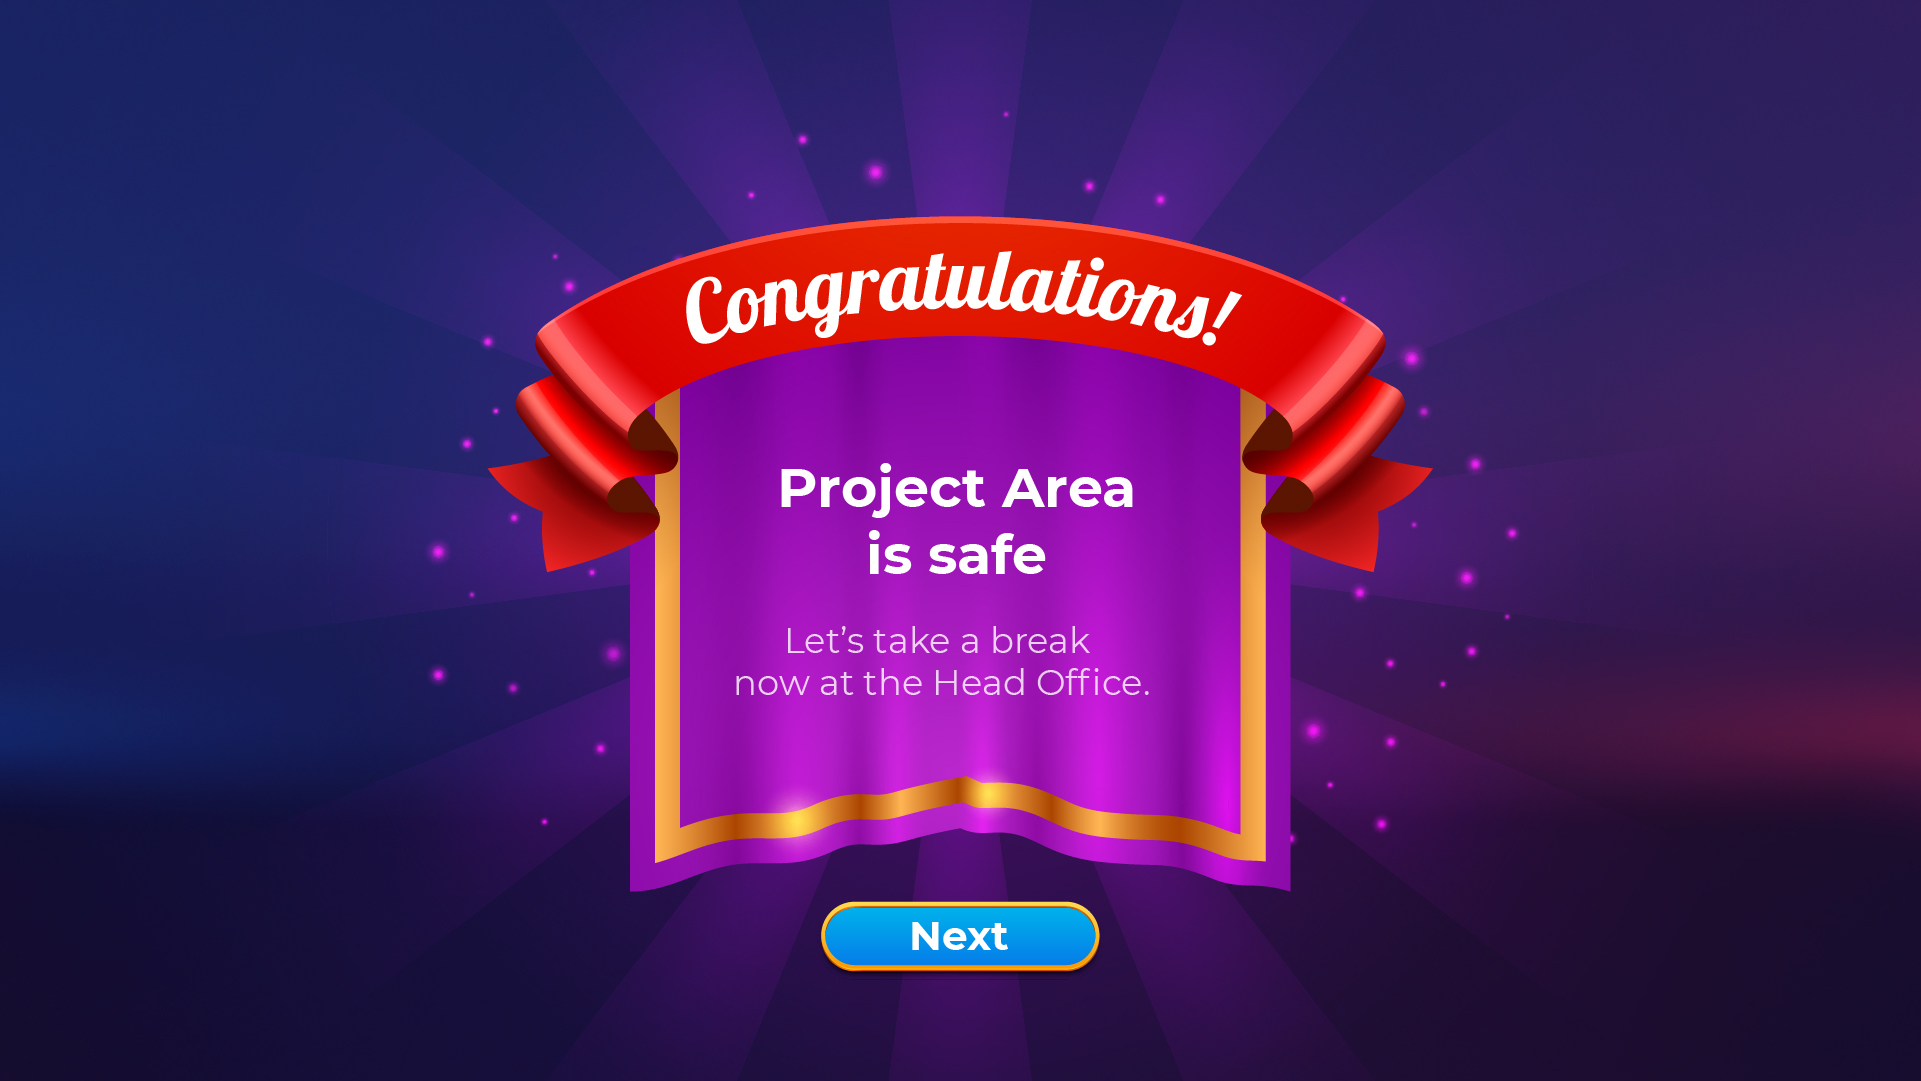 Congratulations!
Project Area
is safe
Let’s take a break
now at the Head Office.
Next